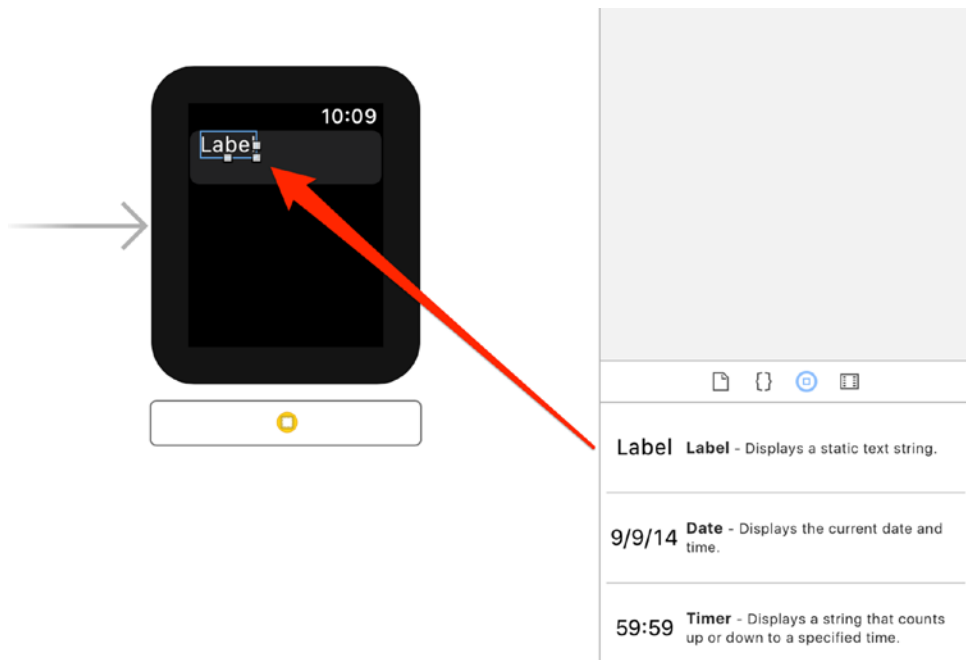 10:09
Label
{}
Label Label - Displays a static text string.
9/9/14 Date - Displays the current date and
time.
59:59 Timer - Displays a string that counts
up or down to a specified time.